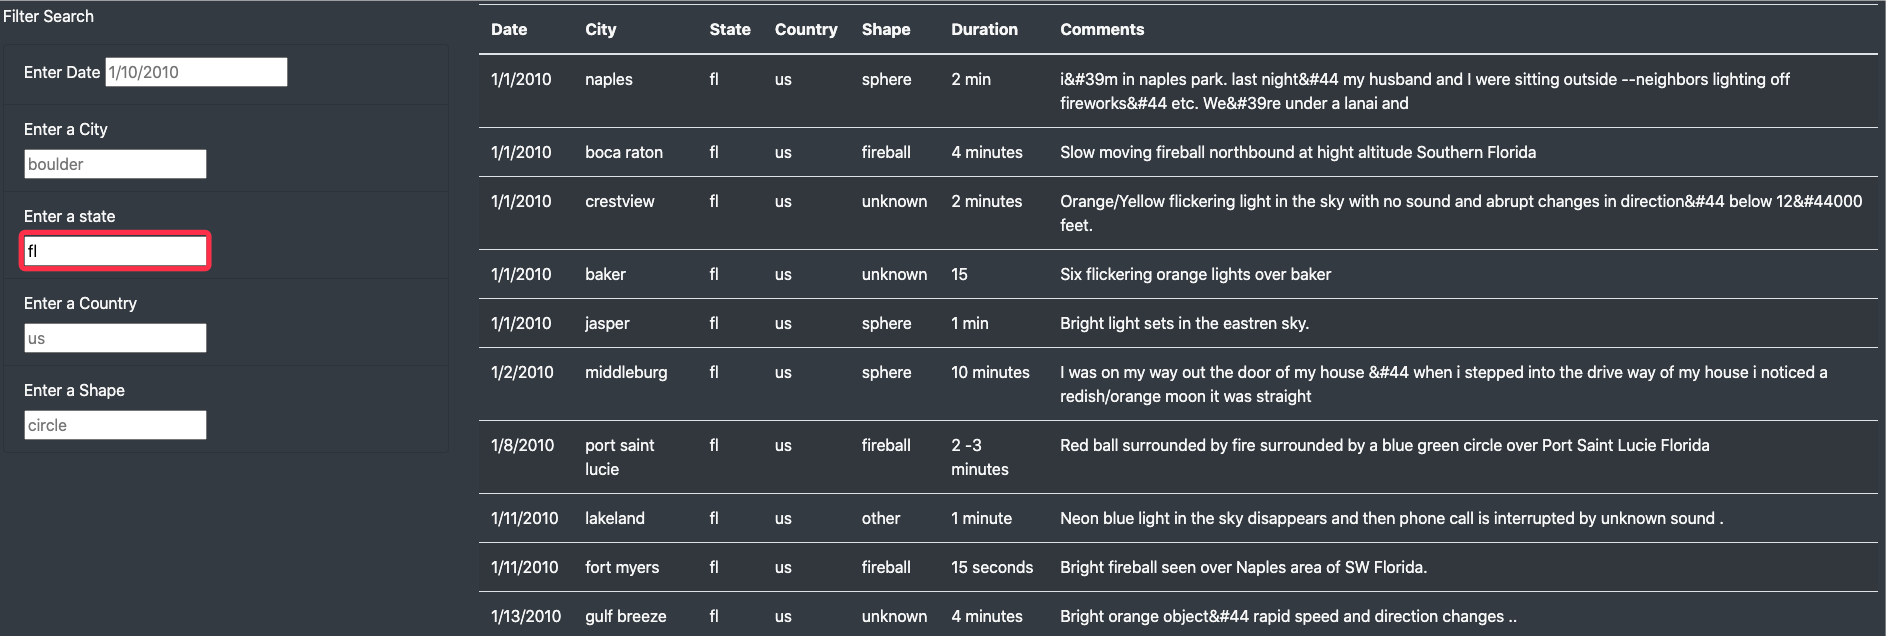 Filter Search
Enter Date 1/10/2010
Enter a City
boulder
Enter a state
fl
Enter a Country
us
Enter a Shape
circle
Date City State Country Shape Duration Comments
1/1/2010 naples fl us sphere 2 min i&#39m in naples park. last night&#44 my husband and I were sitting outside --neighbors lighting off
fireworks&#44 etc. We&#39re under a lanai and
1/1/2010 boca raton fl us fireball 4 minutes Slow moving fireball northbound at hight altitude Southern Florida
1/1/2010 crestview fl us unknown 2 minutes Orange/Yellow flickering light in the sky with no sound and abrupt changes in direction&#44 below 12&#44000
feet.
1/1/2010 baker fl us unknown 15 Six flickering orange lights over baker
1/1/2010 jasper fl us sphere 1 min Bright light sets in the eastren sky.
1/2/2010 middleburg fl us sphere 10 minutes I was on my way out the door of my house &#44 when i stepped into the drive way of my house i noticed a
redish/orange moon it was straight
1/8/2010 port saint fl us fireball 2 -3 Red ball surrounded by fire surrounded by a blue green circle over Port Saint Lucie Florida
lucie minutes
1/11/2010 lakeland fl us other 1 minute Neon blue light in the sky disappears and then phone call is interrupted by unknown sound .
1/11/2010 fort myers fl us fireball 15 seconds Bright fireball seen over Naples area of SW Florida.
1/13/2010 gulf breeze fl us unknown 4 minutes Bright orange object&#44 rapid speed and direction changes ..